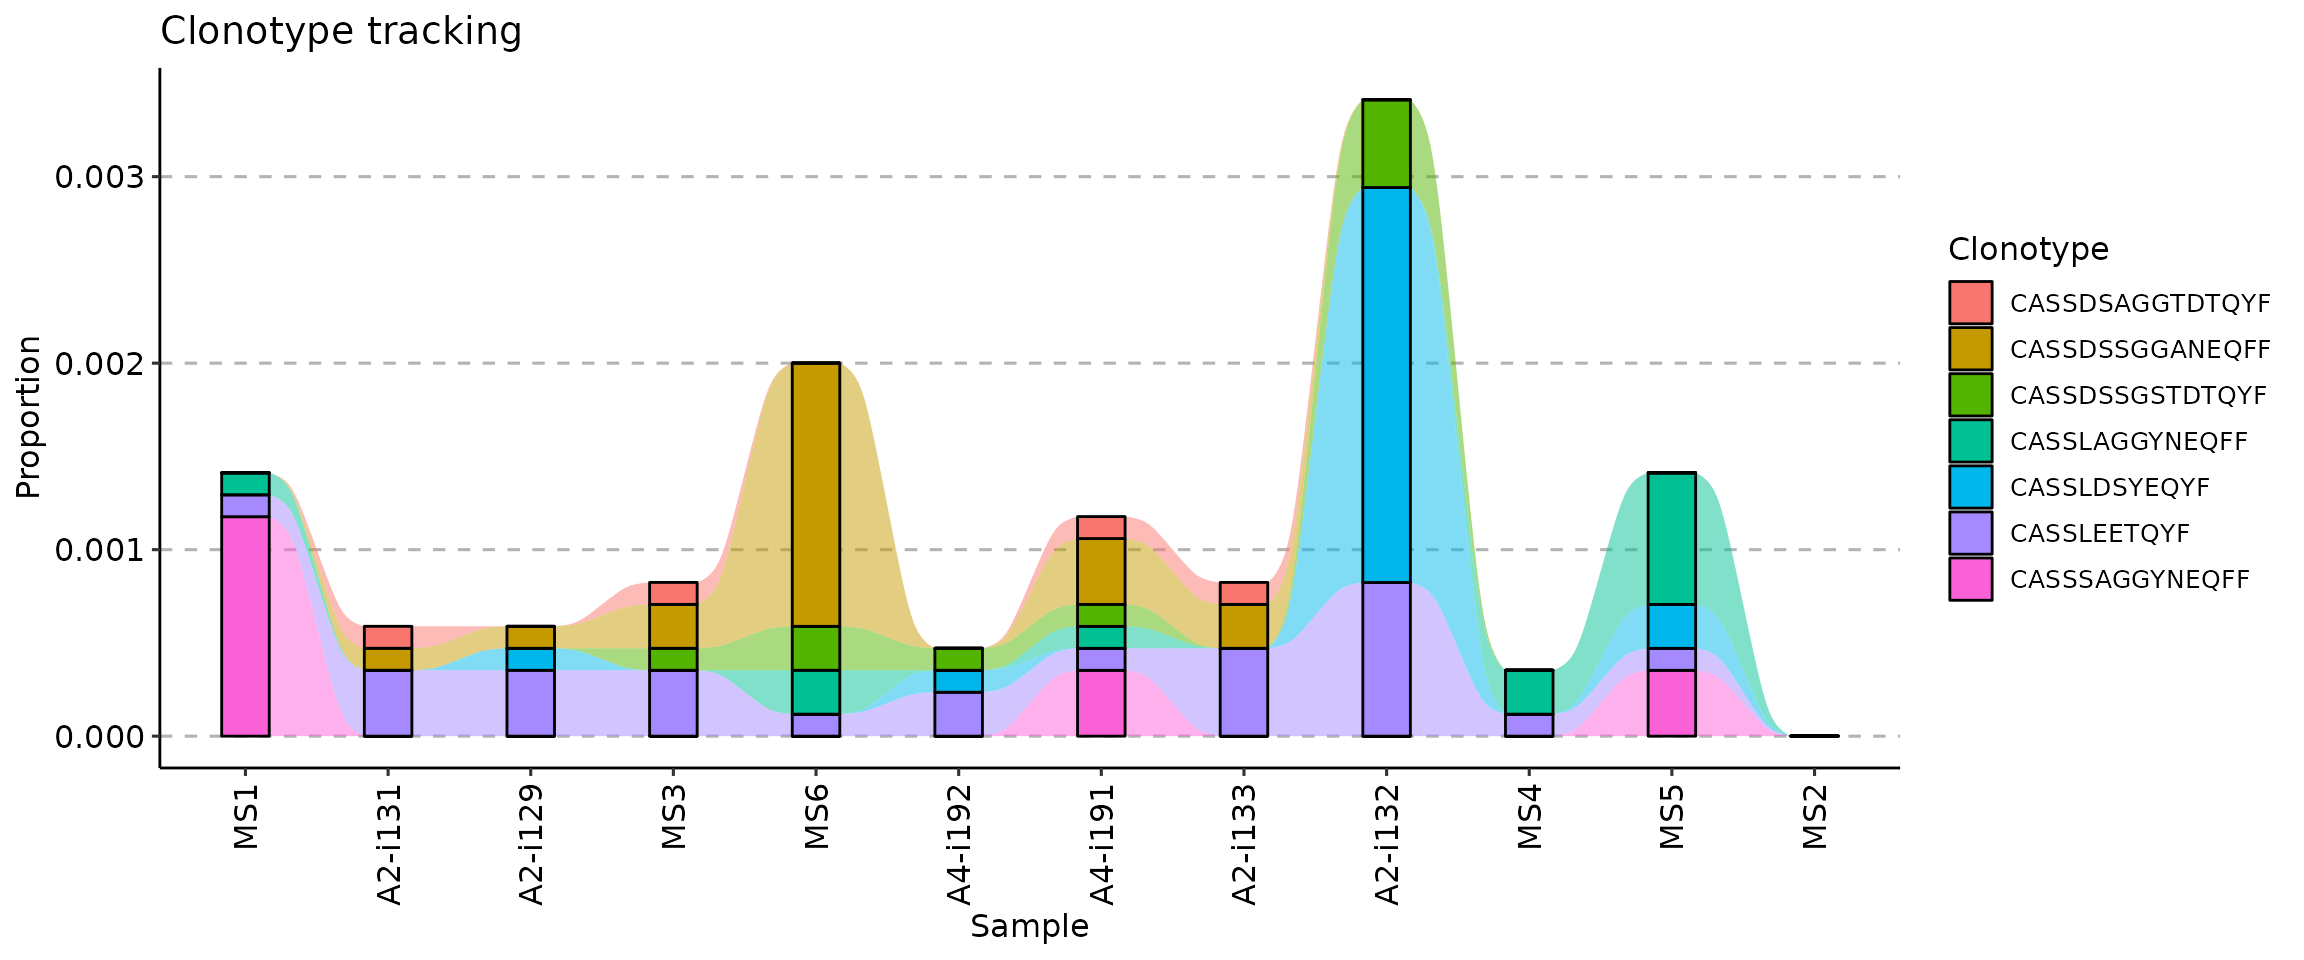 Clonotype tracking
Proportion
0.003
0.002
0.001
0.000
MS1
A2-i131
A2-i129
MS3
MS6
A4-i192
A4-i191
A2-i133
A2-i132
MS4
MS5
MS2
Sample
Clonotype
CASSDSAGGTDTQYF
CASSDSSGGANEQFF
CASSDSSGSTDTQYF
CASSLAGGYNEQFF
CASSLDSYEQYF
CASSLEETQYF
CASSSAGGYNEQFF